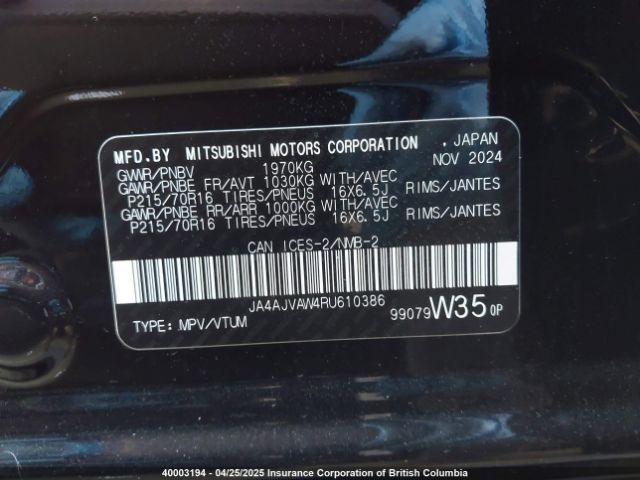 MFD.BY MITSUBISHI MOTORS CORPORATION , JAPAN
GVWR/PNBV 1970KG NOV 2024
GAWR/PNBE FR/AVT 1030KG WITH/AVEC
P215/70R16 TIRES/PNEUS 16X6.5J RIMS/JANTES
GAWR/PNBE RR/ARR 1000KG WITH/AVEC
P215/70R16 TIRES/PNEUS 16X6.5J RIMS/JANTES
CAN ICES-2/NMB-2
JA4AJVAW4RU610386
TYPE: MPV/VTUM 99079W35 0P
40003194 - 04/25/2025 Insurance Corporation of British Columbia